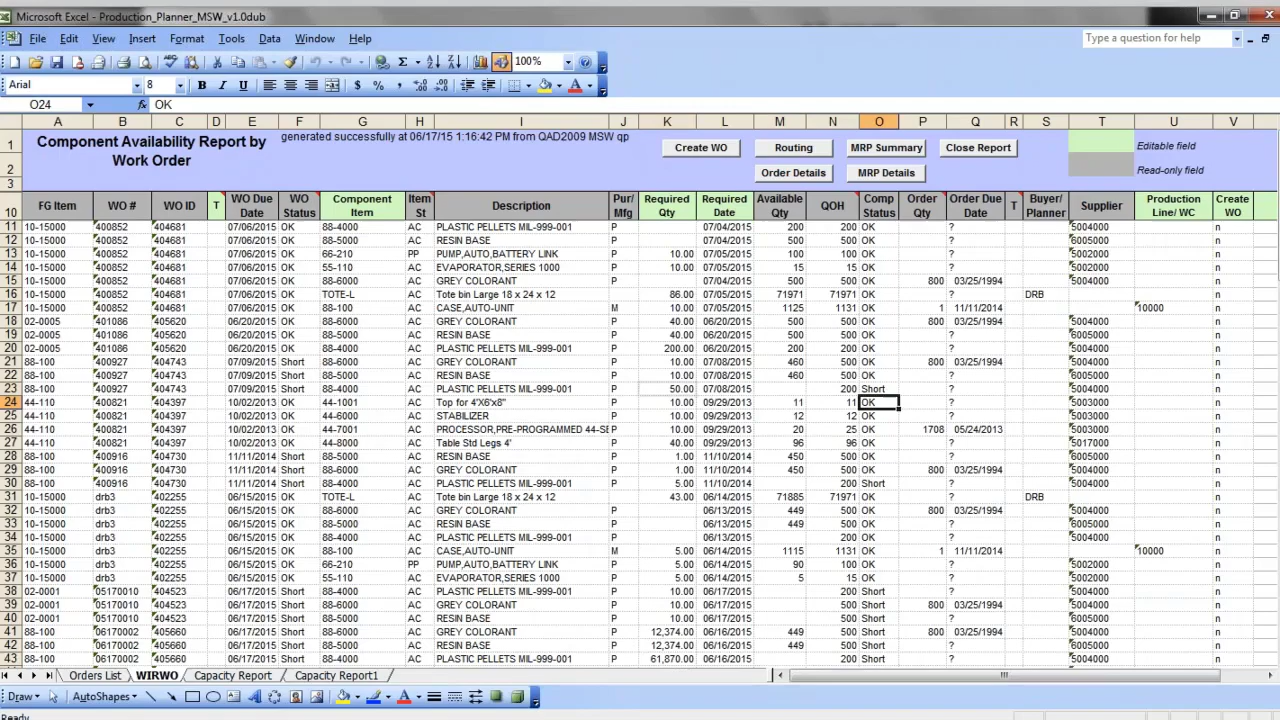 Microsoft Excel - Production_Planner_MSW_v1.0dub
File Edit View Insert Format Tools Data Window Help Type a question for help
100%
Arial 8 B I U
O24 fx OK
A B C D E F G H I J K L M N O P Q R S T U V
1 Component Availability Report by Work Order generated successfully at 06/17/15 1:16:42 PM from QAD2009 MSW qp Create WO Routing MRP Summary Close Report Editable field
2 Order Details MRP Details Read-only field
3
10 FG Item WO # WO ID T WO Due Date WO Status Component Item Item St Description Pur/ Mfg Required Qty Required Date Available Qty QOH Comp Status Order Qty Order Due Date T Buyer/ Planner Supplier Production Line/ WC Create WO
11 10-15000 400852 404681 07/06/2015 OK 88-4000 AC PLASTIC PELLETS MIL-999-001 P 07/04/2015 200 200 OK ? 5004000 n
12 10-15000 400852 404681 07/06/2015 OK 88-5000 AC RESIN BASE P 07/04/2015 500 500 OK ? 6005000 n
13 10-15000 400852 404681 07/06/2015 OK 66-210 PP PUMP,AUTO,BATTERY LINK P 10.00 07/05/2015 100 100 OK ? 5002000 n
14 10-15000 400852 404681 07/06/2015 OK 55-110 AC EVAPORATOR,SERIES 1000 P 10.00 07/05/2015 15 15 OK ? 5002000 n
15 10-15000 400852 404681 07/06/2015 OK 88-6000 AC GREY COLORANT P 07/04/2015 500 500 OK 800 03/25/1994 5004000 n
16 10-15000 400852 404681 07/06/2015 OK TOTE-L AC Tote bin Large 18 x 24 x 12 86.00 07/05/2015 71971 71971 OK ? DRB n
17 10-15000 400852 404681 07/06/2015 OK 88-100 AC CASE,AUTO-UNIT M 10.00 07/05/2015 1125 1131 OK 1 11/11/2014 10000 n
18 02-0005 401086 405620 06/20/2015 OK 88-6000 AC GREY COLORANT P 40.00 06/20/2015 500 500 OK 800 03/25/1994 5004000 n
19 02-0005 401086 405620 06/20/2015 OK 88-5000 AC RESIN BASE P 40.00 06/20/2015 500 500 OK ? 6005000 n
20 02-0005 401086 405620 06/20/2015 OK 88-4000 AC PLASTIC PELLETS MIL-999-001 P 200.00 06/20/2015 200 200 OK ? 5004000 n
21 88-100 400927 404743 07/09/2015 Short 88-6000 AC GREY COLORANT P 10.00 07/08/2015 460 500 OK 800 03/25/1994 5004000 n
22 88-100 400927 404743 07/09/2015 Short 88-5000 AC RESIN BASE P 10.00 07/08/2015 460 500 OK ? 6005000 n
23 88-100 400927 404743 07/09/2015 Short 88-4000 AC PLASTIC PELLETS MIL-999-001 P 50.00 07/08/2015 200 Short ? 5004000 n
24 44-110 400821 404397 10/02/2013 OK 44-1001 AC Top for 4'X6'x8" P 10.00 09/29/2013 11 11 OK ? 5003000 n
25 44-110 400821 404397 10/02/2013 OK 44-6000 AC STABILIZER P 10.00 09/29/2013 12 12 OK ? 5003000 n
26 44-110 400821 404397 10/02/2013 OK 44-7001 AC PROCESSOR,PRE-PROGRAMMED 44-SE P 10.00 09/29/2013 20 25 OK 1708 05/24/2013 5003000 n
27 44-110 400821 404397 10/02/2013 OK 44-8000 AC Table Std Legs 4' P 40.00 09/29/2013 96 96 OK ? 5017000 n
28 88-100 400916 404730 11/11/2014 Short 88-5000 AC RESIN BASE P 1.00 11/10/2014 450 500 OK ? 6005000 n
29 88-100 400916 404730 11/11/2014 Short 88-6000 AC GREY COLORANT P 1.00 11/10/2014 450 500 OK 800 03/25/1994 5004000 n
30 88-100 400916 404730 11/11/2014 Short 88-4000 AC PLASTIC PELLETS MIL-999-001 P 5.00 11/10/2014 200 Short ? 5004000 n
31 10-15000 drb3 402255 06/15/2015 OK TOTE-L AC Tote bin Large 18 x 24 x 12 43.00 06/14/2015 71885 71971 OK ? DRB n
32 10-15000 drb3 402255 06/15/2015 OK 88-6000 AC GREY COLORANT P 06/13/2015 449 500 OK 800 03/25/1994 5004000 n
33 10-15000 drb3 402255 06/15/2015 OK 88-5000 AC RESIN BASE P 06/13/2015 449 500 OK ? 6005000 n
34 10-15000 drb3 402255 06/15/2015 OK 88-4000 AC PLASTIC PELLETS MIL-999-001 P 06/13/2015 200 OK ? 5004000 n
35 10-15000 drb3 402255 06/15/2015 OK 88-100 AC CASE,AUTO-UNIT M 5.00 06/14/2015 1115 1131 OK 1 11/11/2014 10000 n
36 10-15000 drb3 402255 06/15/2015 OK 66-210 PP PUMP,AUTO,BATTERY LINK P 5.00 06/14/2015 90 100 OK ? 5002000 n
37 10-15000 drb3 402255 06/15/2015 OK 55-110 AC EVAPORATOR,SERIES 1000 P 5.00 06/14/2015 5 15 OK ? 5002000 n
38 02-0001 05170010 404523 06/17/2015 Short 88-4000 AC PLASTIC PELLETS MIL-999-001 P 10.00 06/17/2015 200 Short ? 5004000 n
39 02-0001 05170010 404523 06/17/2015 Short 88-6000 AC GREY COLORANT P 10.00 06/17/2015 500 Short 800 03/25/1994 5004000 n
40 02-0001 05170010 404523 06/17/2015 Short 88-5000 AC RESIN BASE P 10.00 06/17/2015 500 Short ? 6005000 n
41 88-100 06170002 405660 06/17/2015 Short 88-6000 AC GREY COLORANT P 12,374.00 06/16/2015 449 500 Short 800 03/25/1994 5004000 n
42 88-100 06170002 405660 06/17/2015 Short 88-5000 AC RESIN BASE P 12,374.00 06/16/2015 449 500 Short ? 6005000 n
43 88-100 06170002 405660 06/17/2015 Short 88-4000 AC PLASTIC PELLETS MIL-999-001 P 61,870.00 06/16/2015 200 Short ? 5004000 n
Orders List WIRWO Capacity Report Capacity Report1
Draw AutoShapes
Ready